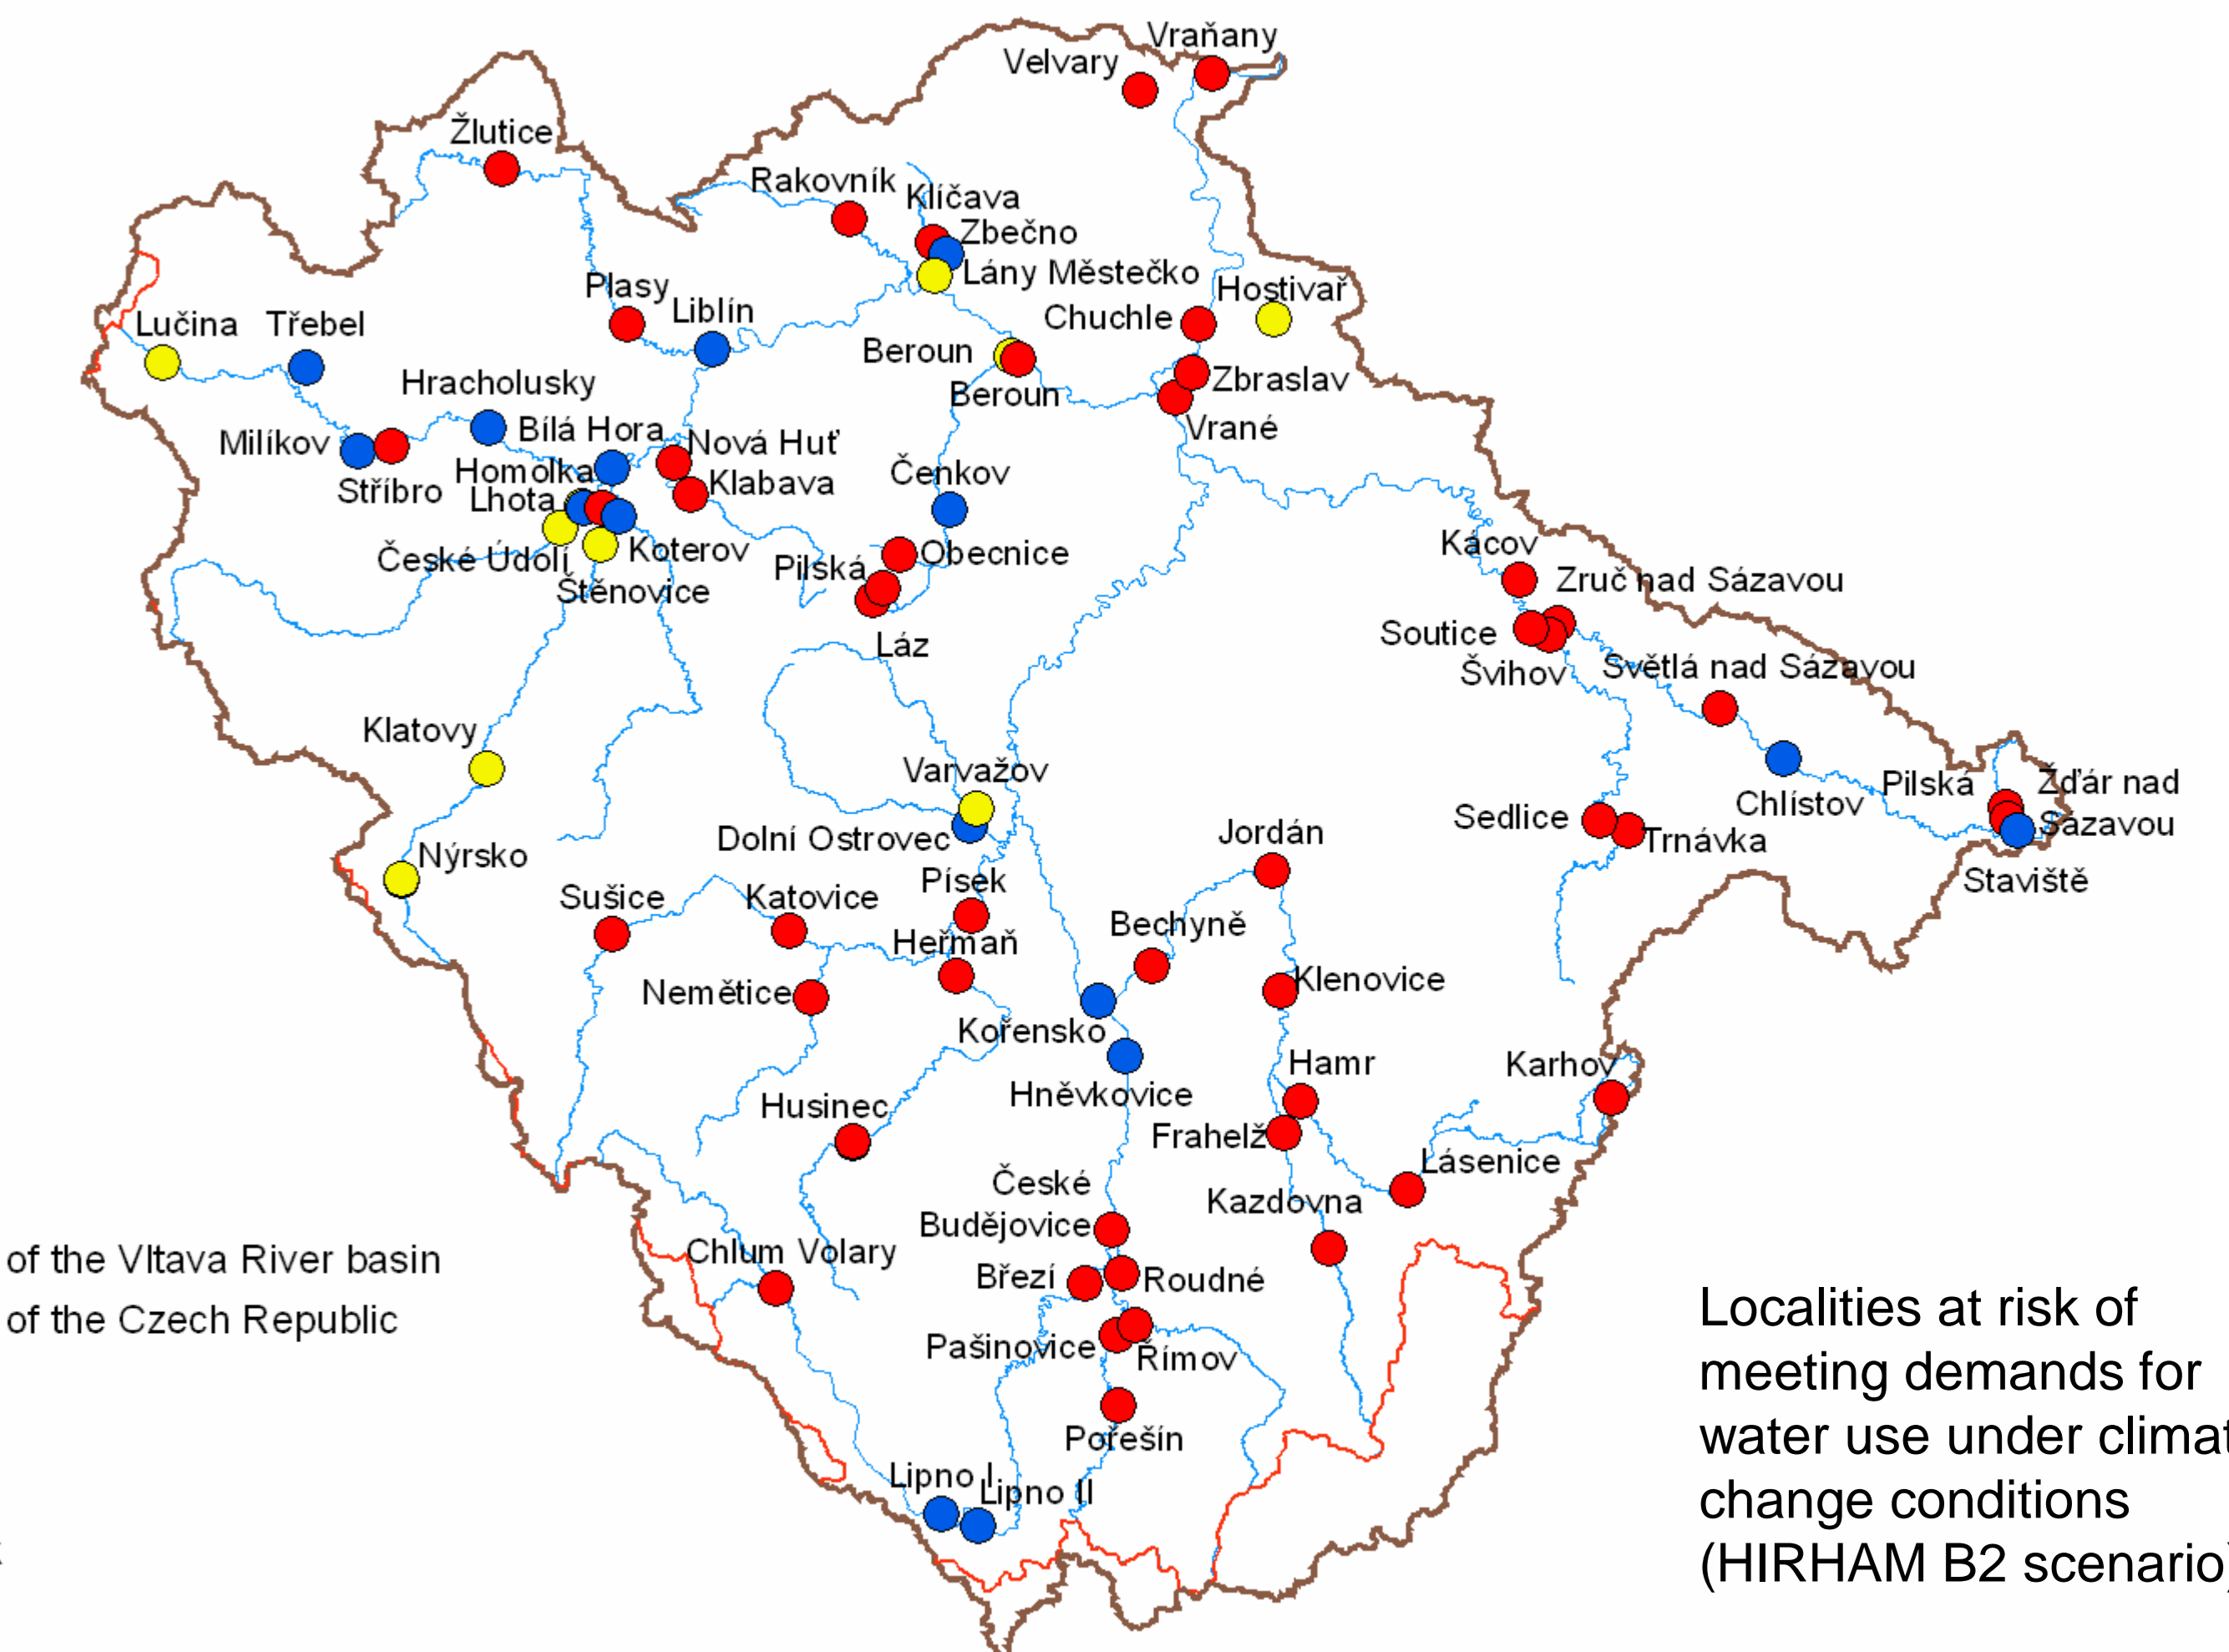 Vraňany
Velvary
Žlutice
Rakovník
Klíčava
Zbečno
Lány Městečko
Plasy
Liblín
Hostivař
Chuchle
Lučina
Třebel
Beroun
Beroun
Zbraslav
Vrané
Hracholusky
Milíkov
Bílá Hora
Nová Huť
Homolka
Klabava
Stříbro
Lhota
Čenkov
České Údolí
Koterov
Štěnovice
Obecnice
Pilská
Láz
Kácov
Zruč nad Sázavou
Soutice
Švihov
Světlá nad Sázavou
Klatovy
Varvažov
Dolní Ostrovec
Chlístov
Pilská
Žďár nad
Sázavou
Staviště
Sedlice
Trnávka
Jordán
Nýrsko
Sušice
Katovice
Písek
Heřmaň
Bechyně
Nemětice
Klenovice
Kořensko
Hněvkovice
Hamr
Karhov
Husinec
Frahelž
Lásenice
Kazdovna
České
Budějovice
Chlum Volary
Březí
Roudné
Pašinovice
Římov
Pořešín
Lipno I
Lipno II
of the Vltava River basin
of the Czech Republic
Localities at risk of
meeting demands for
water use under climat
change conditions
(HIRHAM B2 scenario)